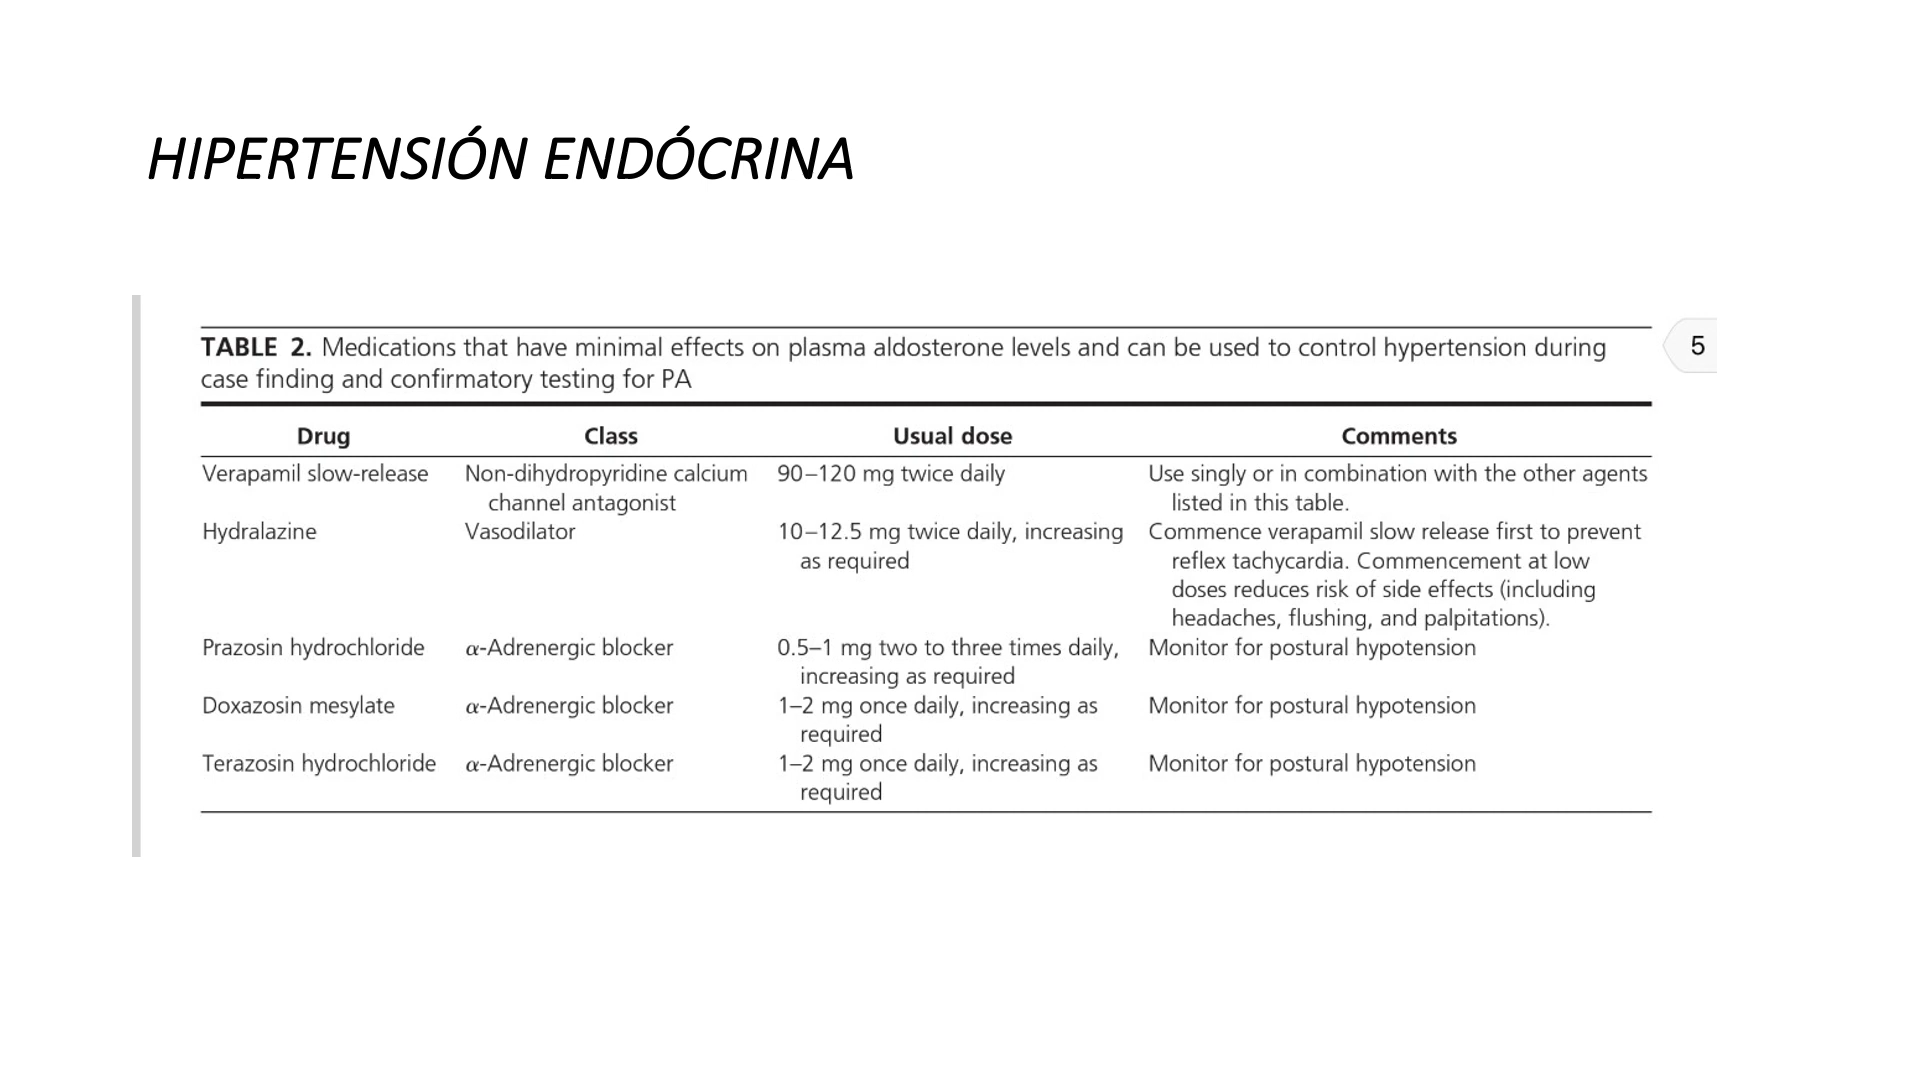 HIPERTENSIÓN ENDÓCRINA
TABLE 2. Medications that have minimal effects on plasma aldosterone levels and can be used to control hypertension during
case finding and confirmatory testing for PA
5
Drug Class Usual dose Comments
Verapamil slow-release Non-dihydropyridine calcium 90–120 mg twice daily Use singly or in combination with the other agents
channel antagonist listed in this table.
Hydralazine Vasodilator 10–12.5 mg twice daily, increasing Commence verapamil slow release first to prevent
as required reflex tachycardia. Commencement at low
doses reduces risk of side effects (including
headaches, flushing, and palpitations).
Prazosin hydrochloride α-Adrenergic blocker 0.5–1 mg two to three times daily, Monitor for postural hypotension
increasing as required
Doxazosin mesylate α-Adrenergic blocker 1–2 mg once daily, increasing as Monitor for postural hypotension
required
Terazosin hydrochloride α-Adrenergic blocker 1–2 mg once daily, increasing as Monitor for postural hypotension
required